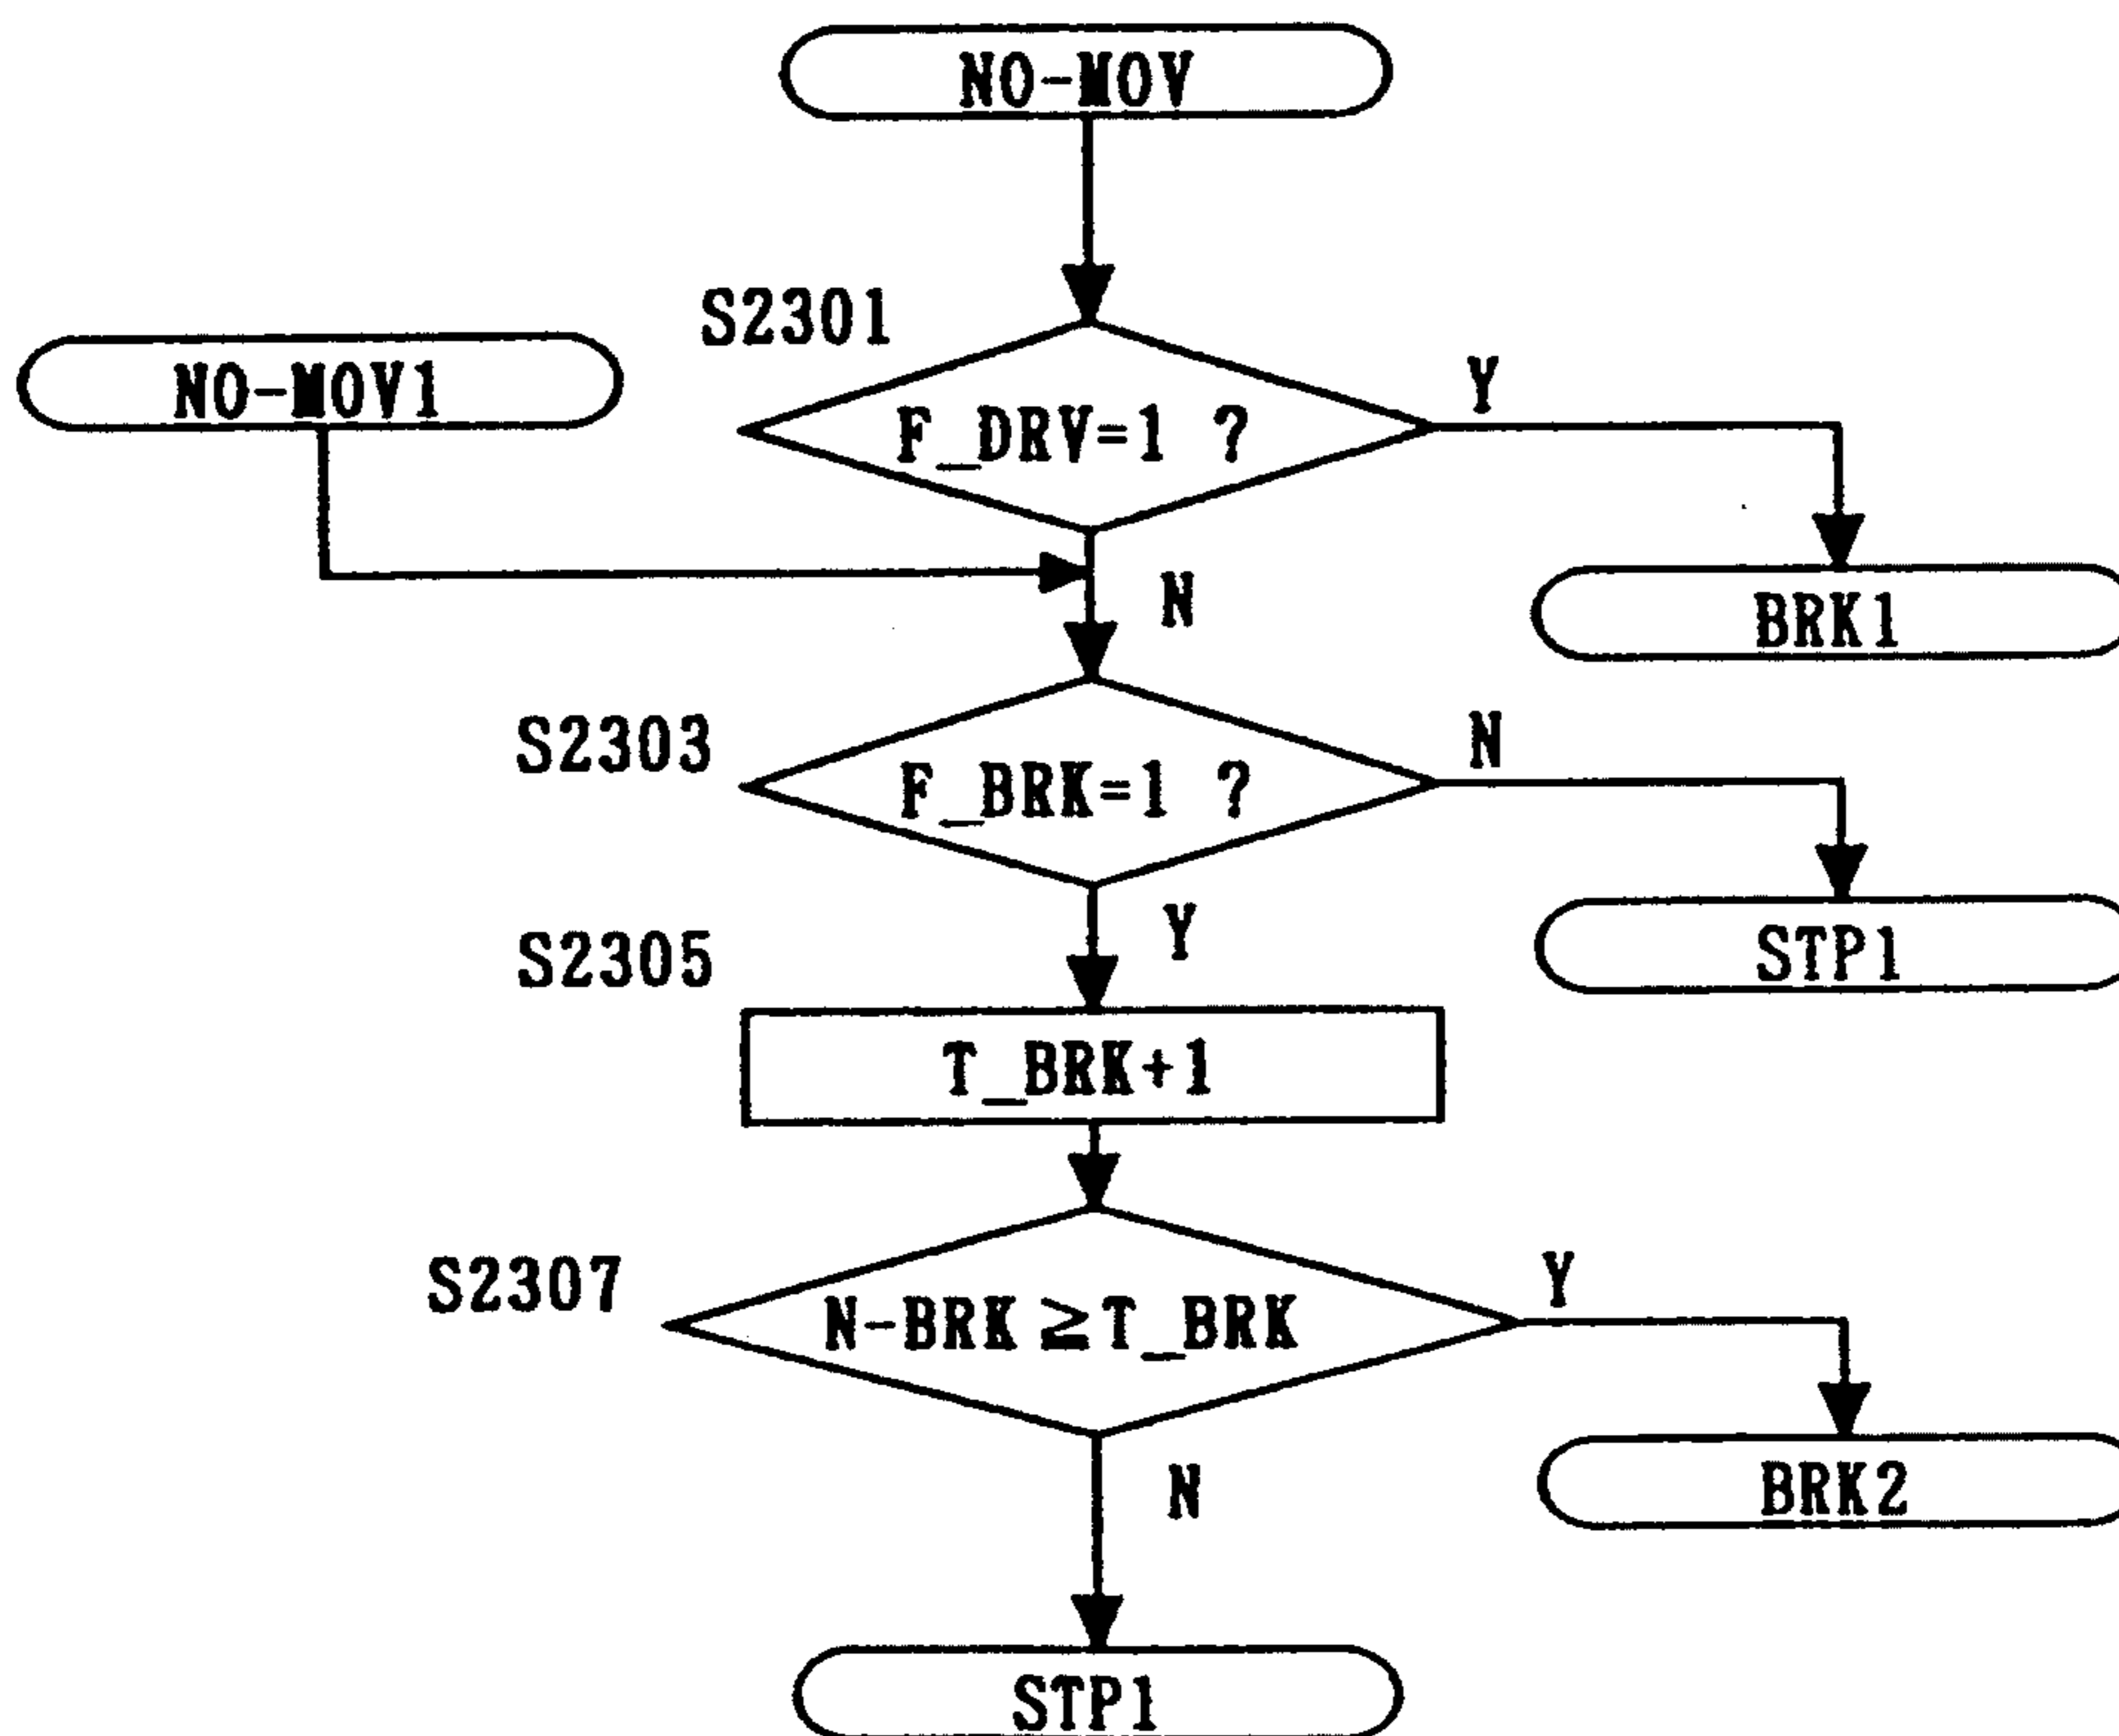 NO-MOV
S2301
NO-MOV1
F_DRV=1 ?
Y
BRK1
N
S2303
F_BRK=1 ?
N
STP1
Y
S2305
T_BRK+1
S2307
N-BRK≧T_BRK
Y
BRK2
N
STP1